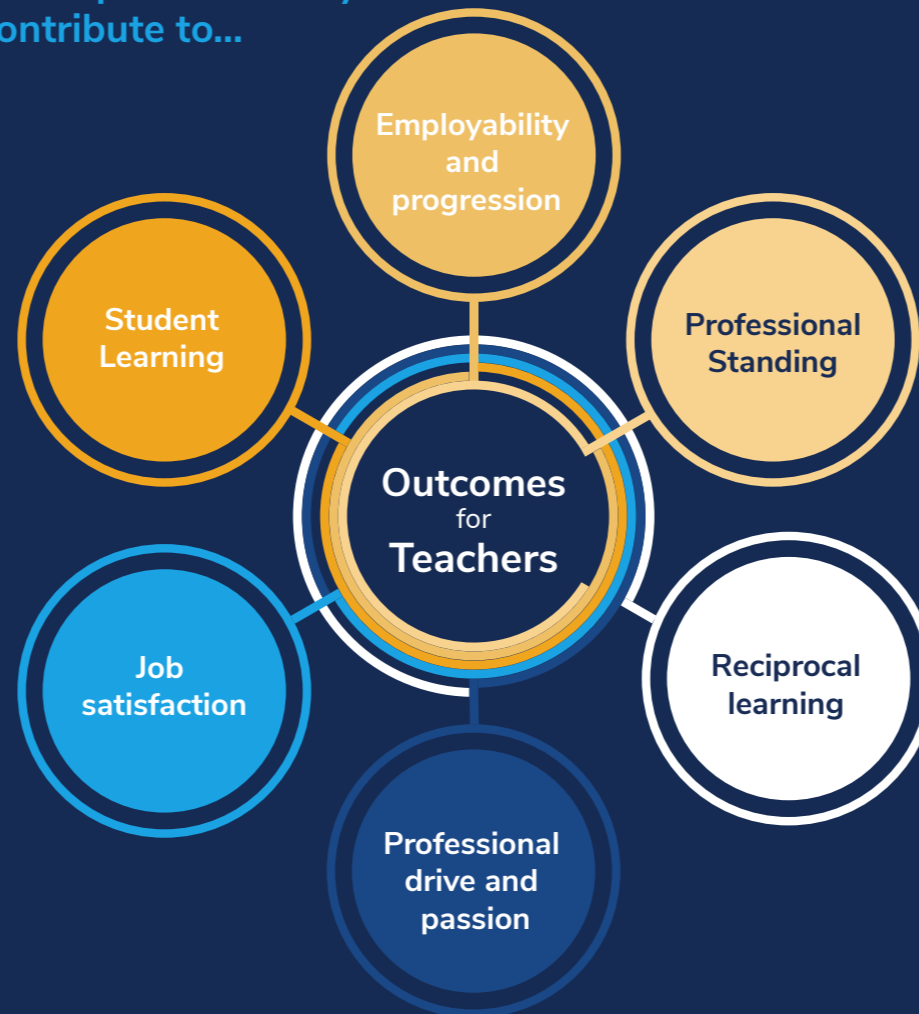 ontribute to...
Employability
and
progression
Student
Learning
Professional
Standing
Outcomes
for
Teachers
Job
satisfaction
Reciprocal
learning
Professional
drive and
passion